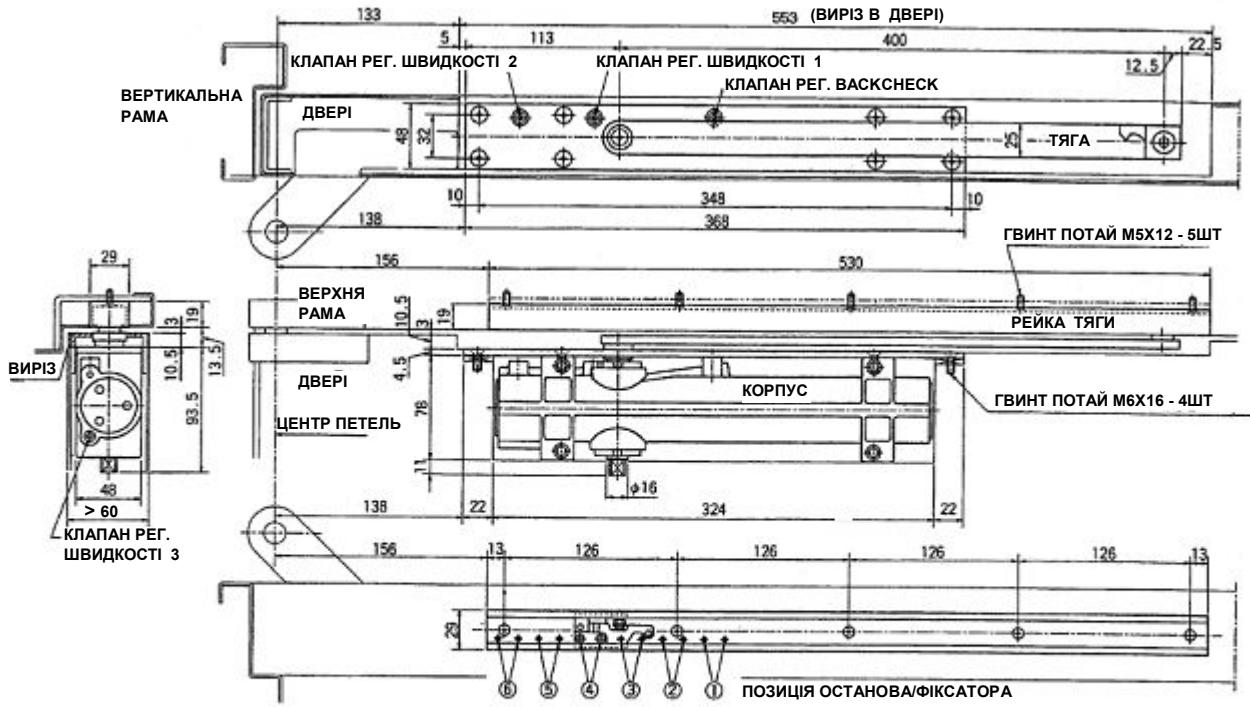 133
553 (ВИРІЗ В ДВЕРІ)
5
113
400
22.5
12.5
КЛАПАН РЕГ. ШВИДКОСТІ 2
КЛАПАН РЕГ. ШВИДКОСТІ 1
КЛАПАН РЕГ. BACKCHECK
ВЕРТИКАЛЬНА
РАМА
ДВЕРІ
48
32
25
ТЯГА
10
348
10
138
368
ГВИНТ ПОТАЙ М5Х12 - 5ШТ
29
156
530
ВЕРХНЯ
РАМА
19
3
10.5
3
19
РЕЙКА ТЯГИ
ВИРІЗ
10.5
13.5
4.5
ДВЕРІ
КОРПУС
ГВИНТ ПОТАЙ М6Х16 - 4ШТ
93.5
78
ЦЕНТР ПЕТЕЛЬ
11
φ16
48
> 60
138
22
324
22
КЛАПАН РЕГ.
ШВИДКОСТІ 3
156
13
126
126
126
126
13
29
⑥ ⑤ ④ ③ ② ①
ПОЗИЦІЯ ОСТАНОВА/ФІКСАТОРА